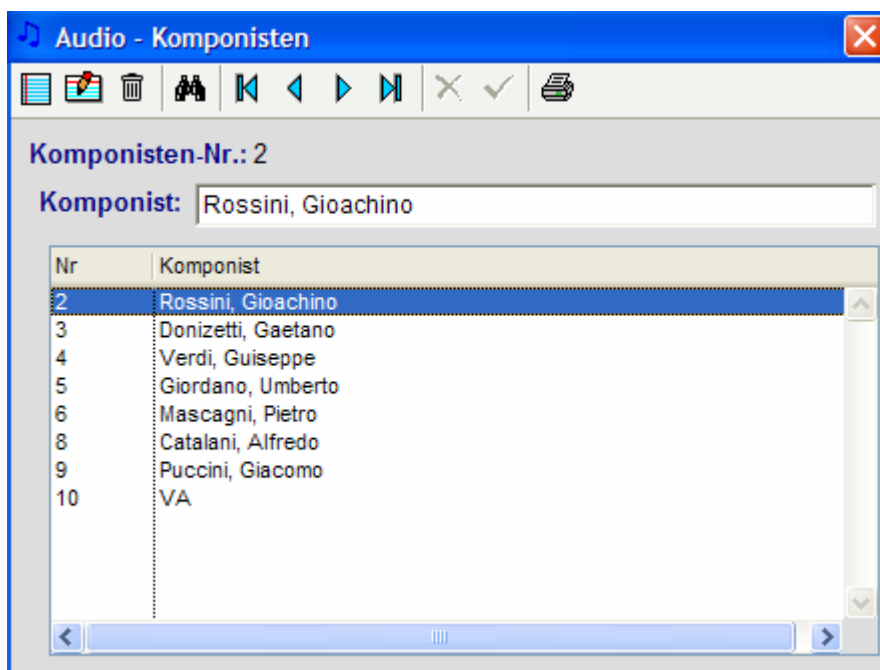 Audio - Komponisten
Komponisten-Nr.: 2
Komponist: Rossini, Gioachino
Nr Komponist
2 Rossini, Gioachino
3 Donizetti, Gaetano
4 Verdi, Guiseppe
5 Giordano, Umberto
6 Mascagni, Pietro
8 Catalani, Alfredo
9 Puccini, Giacomo
10 VA